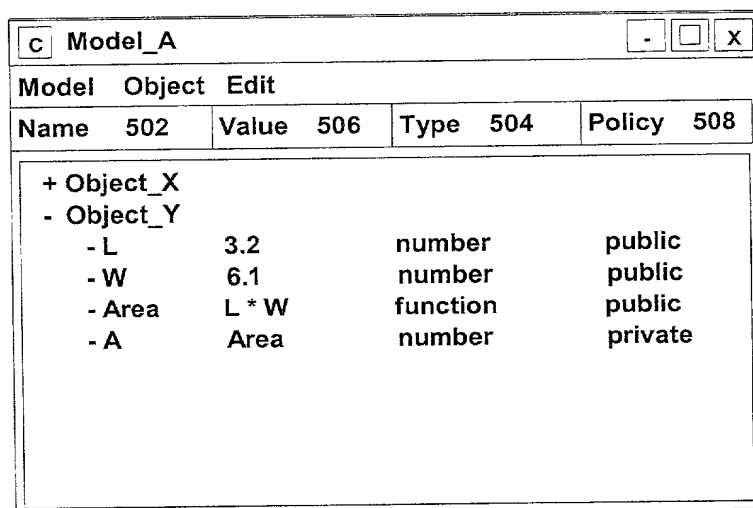 C Model_A - X
Model Object Edit
Name 502 Value 506 Type 504 Policy 508
+ Object_X
- Object_Y
- L 3.2 number public
- W 6.1 number public
- Area L * W function public
- A Area number private